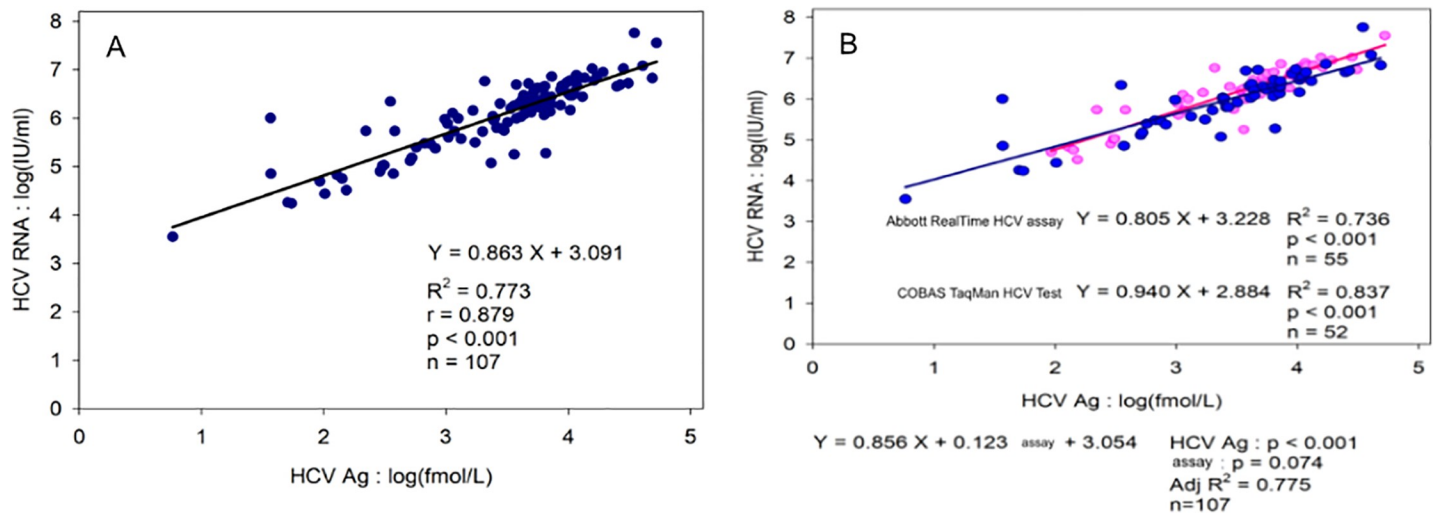 A
8
7
6
5
4
3
2
1
0
HCV RNA : log(IU/ml)
Y = 0.863 X + 3.091
R² = 0.773
r = 0.879
p < 0.001
n = 107
0 1 2 3 4 5
HCV Ag : log(fmol/L)
B
8
7
6
5
4
3
2
1
0
HCV RNA : log(IU/ml)
Abbott RealTime HCV assay Y = 0.805 X + 3.228 R² = 0.736
p < 0.001
n = 55
COBAS TaqMan HCV Test Y = 0.940 X + 2.884 R² = 0.837
p < 0.001
n = 52
0 1 2 3 4 5
HCV Ag : log(fmol/L)
Y = 0.856 X + 0.123 assay + 3.054 HCV Ag : p < 0.001
assay : p = 0.074
Adj R² = 0.775
n=107